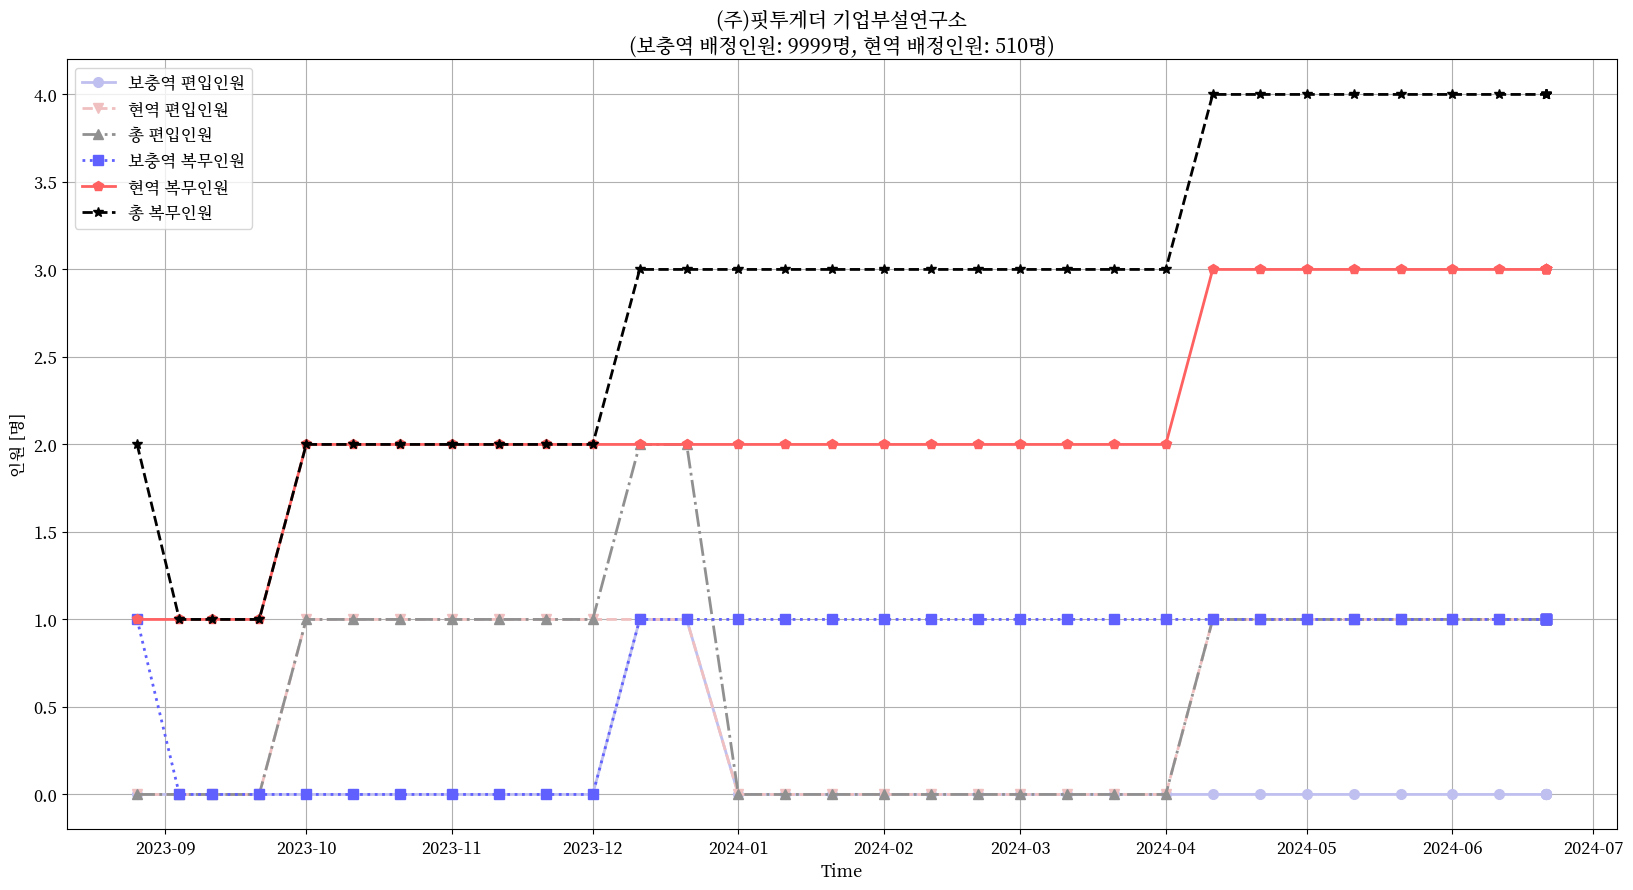 (주)핏투게더 기업부설연구소
(보충역 배정인원: 9999명, 현역 배정인원: 510명)
보충역 편입인원
현역 편입인원
총 편입인원
보충역 복무인원
현역 복무인원
총 복무인원
4.0
3.5
3.0
2.5
2.0
1.5
1.0
0.5
0.0
인원 [명]
2023-09 2023-10 2023-11 2023-12 2024-01 2024-02 2024-03 2024-04 2024-05 2024-06 2024-07
Time